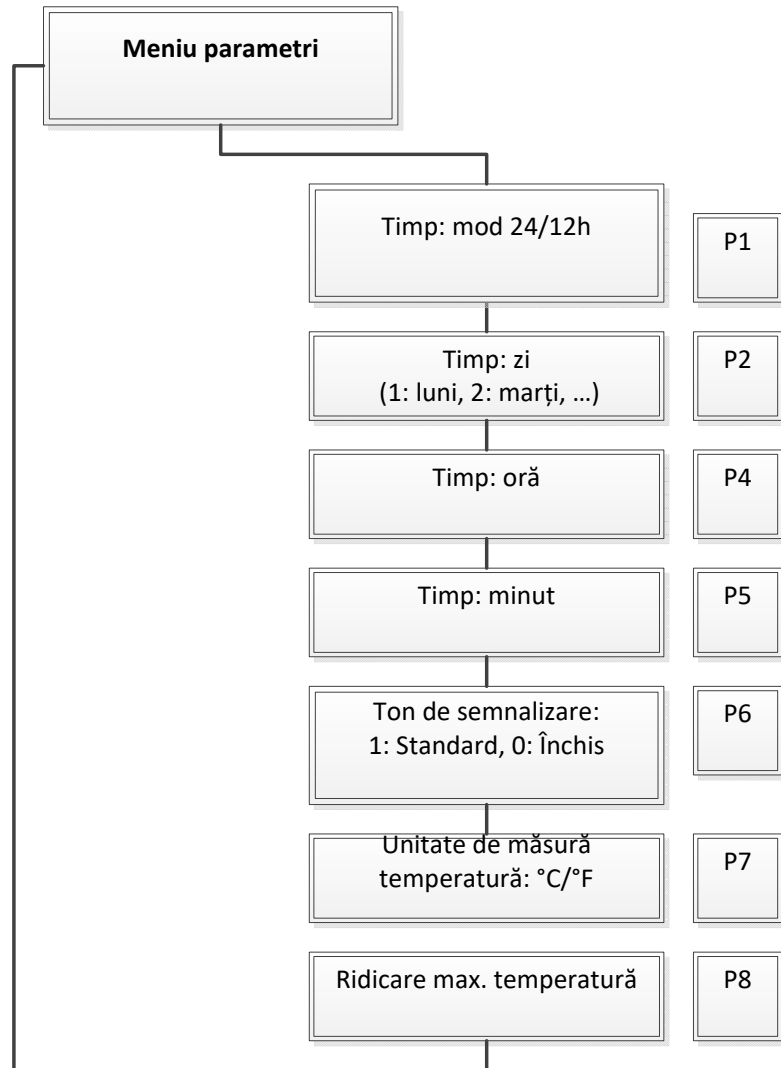 Meniu parametri
Timp: mod 24/12h
P1
Timp: zi
(1: luni, 2: marți, …)
P2
Timp: oră
P4
Timp: minut
P5
Ton de semnalizare:
1: Standard, 0: Închis
P6
Unitate de măsură
temperatură: °C/°F
P7
Ridicare max. temperatură
P8